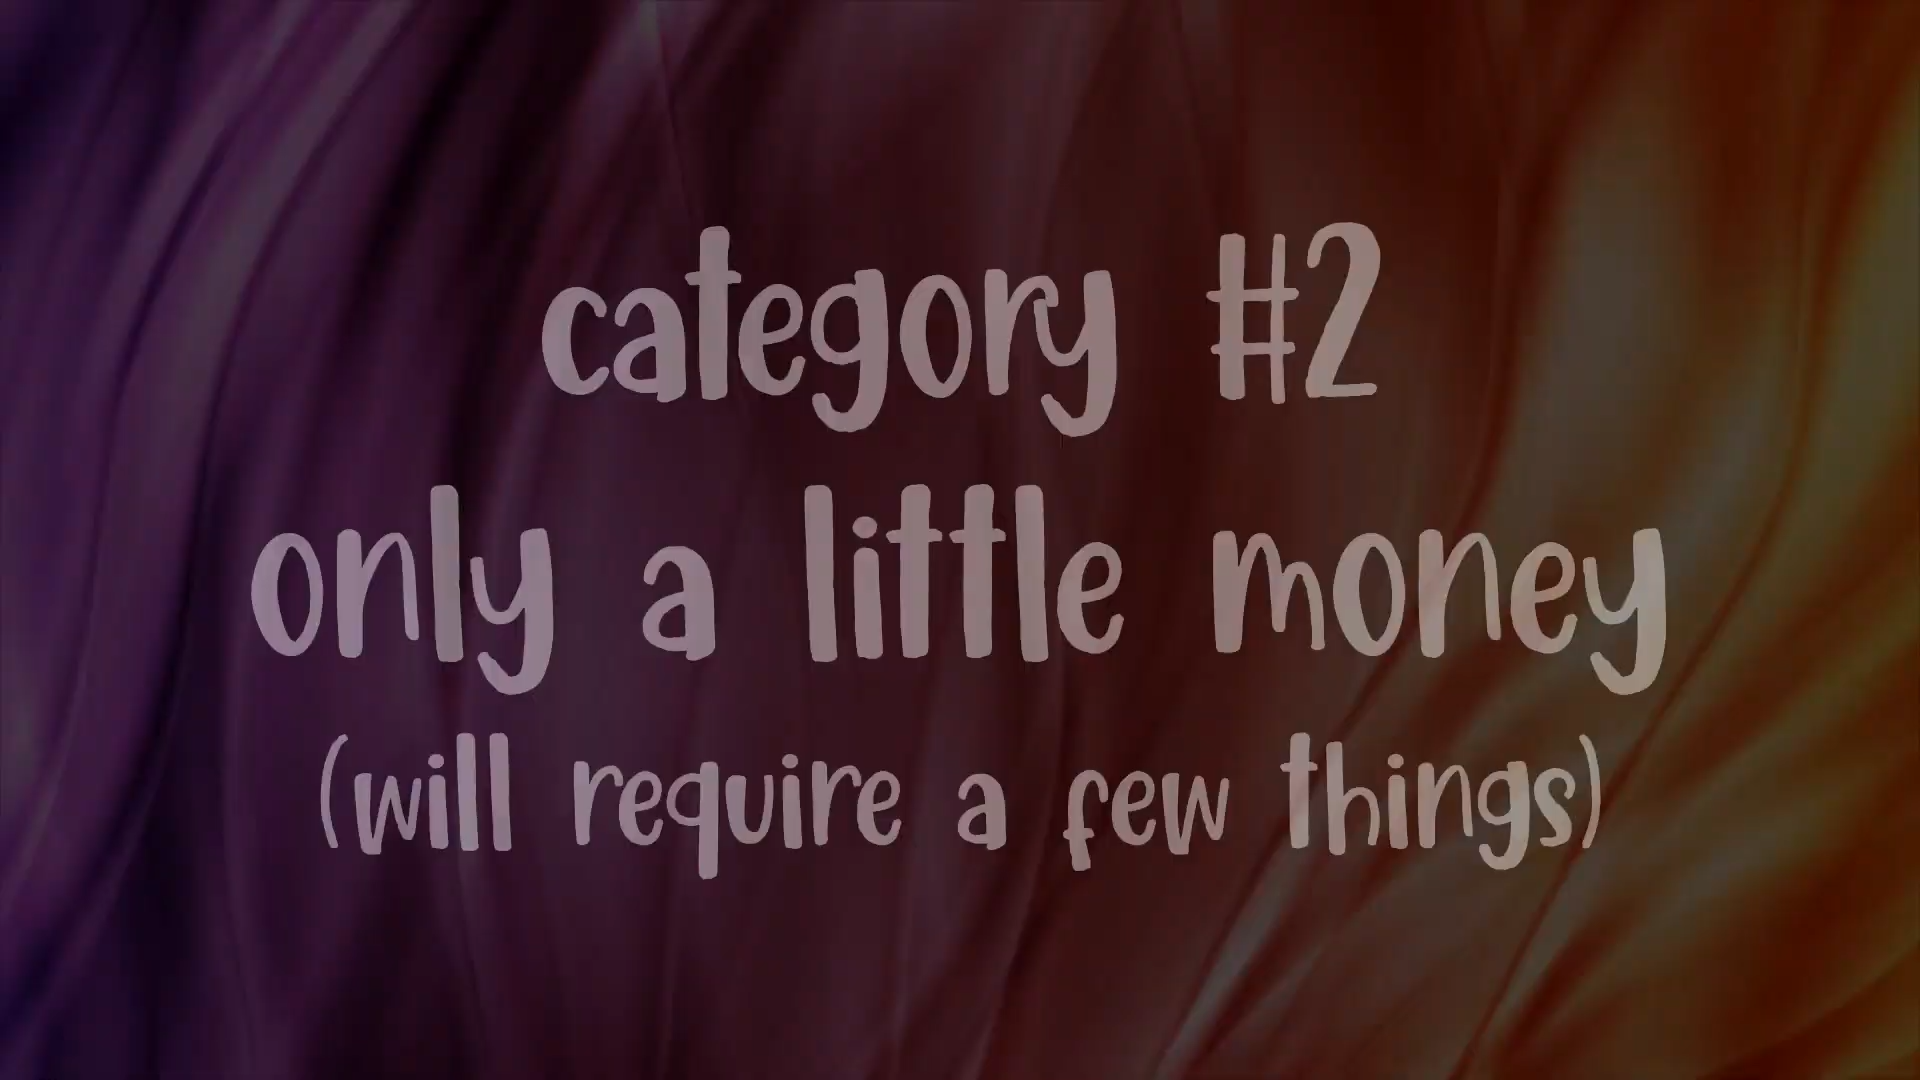 category #2
only a little money
(will require a few things)